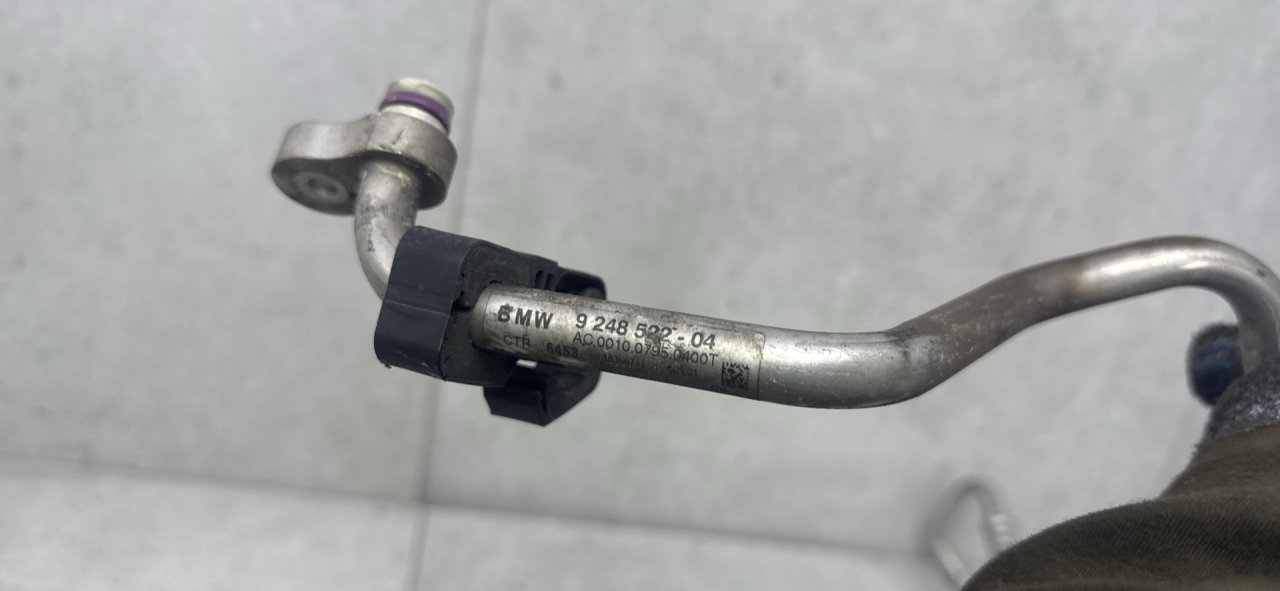 BMW 9 248 522 - 04
AC 0010.0795.0400T
CTR 6453